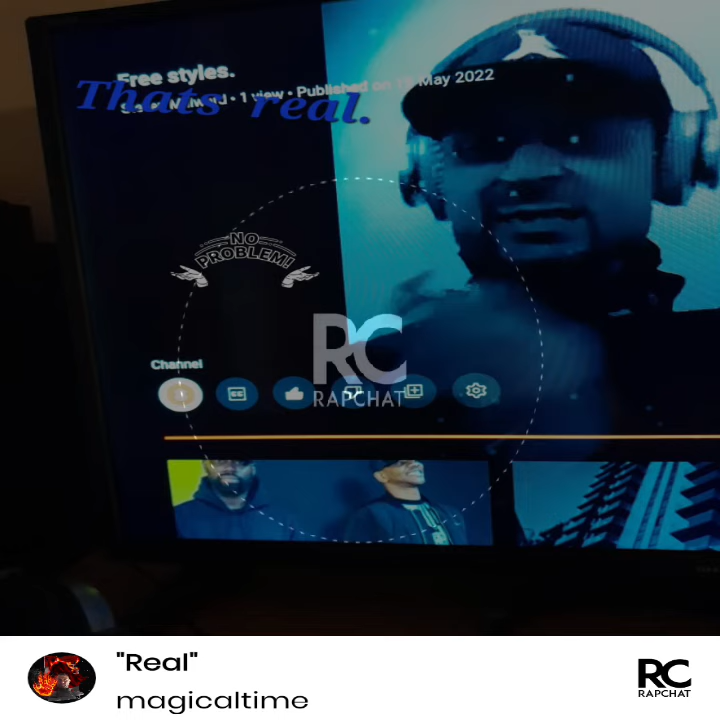 Free styles.
Thats real.
• 1 view • Published on May 2022
NO
PROBLEM!
RC
RAPCHAT
Channel
CC
"Real"
magicaltime
RC
RAPCHAT